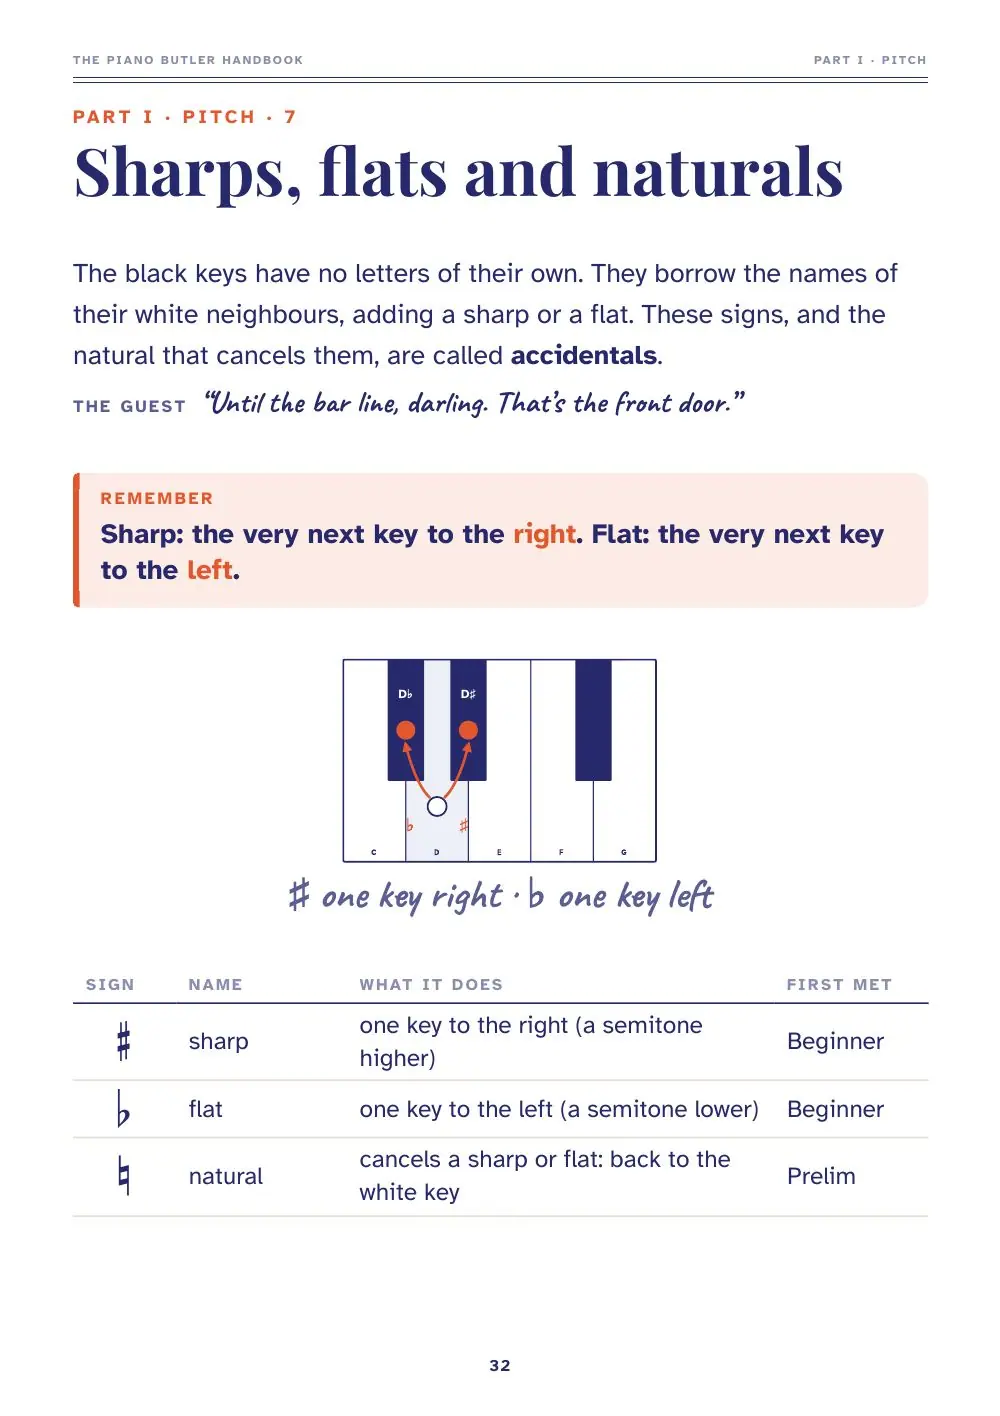 THE PIANO BUTLER HANDBOOK
PART I · PITCH
PART I · PITCH · 7
Sharps, flats and naturals
The black keys have no letters of their own. They borrow the names of
their white neighbours, adding a sharp or a flat. These signs, and the
natural that cancels them, are called accidentals.
THE GUEST “Until the bar line, darling. That’s the front door.”
REMEMBER
Sharp: the very next key to the right. Flat: the very next key
to the left.
D♭ D♯
♭ ♯
C D E F G
♯ one key right · ♭ one key left
SIGN NAME WHAT IT DOES FIRST MET
♯ sharp one key to the right (a semitone
higher) Beginner
♭ flat one key to the left (a semitone lower) Beginner
♮ natural cancels a sharp or flat: back to the
white key Prelim
32